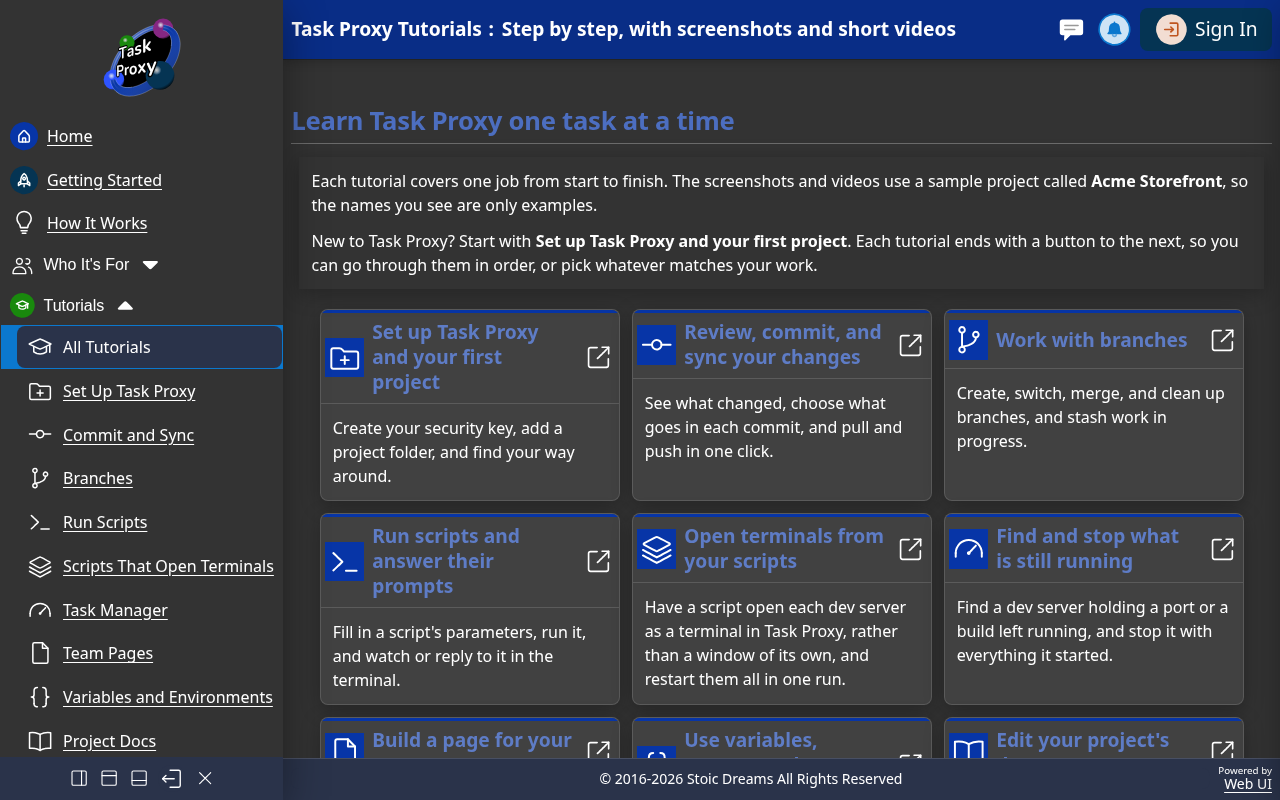 Task
Proxy
Home
Getting Started
How It Works
Who It's For
Tutorials
All Tutorials
Set Up Task Proxy
Commit and Sync
Branches
Run Scripts
Scripts That Open Terminals
Task Manager
Team Pages
Variables and Environments
Project Docs
Task Proxy Tutorials : Step by step, with screenshots and short videos
Sign In
Learn Task Proxy one task at a time
Each tutorial covers one job from start to finish. The screenshots and videos use a sample project called Acme Storefront, so
the names you see are only examples.
New to Task Proxy? Start with Set up Task Proxy and your first project. Each tutorial ends with a button to the next, so you
can go through them in order, or pick whatever matches your work.
Set up Task Proxy
and your first
project
Create your security key, add a
project folder, and find your way
around.
Review, commit, and
sync your changes
See what changed, choose what
goes in each commit, and pull and
push in one click.
Work with branches
Create, switch, merge, and clean up
branches, and stash work in
progress.
Run scripts and
answer their
prompts
Fill in a script's parameters, run it,
and watch or reply to it in the
terminal.
Open terminals from
your scripts
Have a script open each dev server
as a terminal in Task Proxy, rather
than a window of its own, and
restart them all in one run.
Find and stop what
is still running
Find a dev server holding a port or a
build left running, and stop it with
everything it started.
Build a page for your
Use variables,
Edit your project's
© 2016-2026 Stoic Dreams All Rights Reserved
Powered by
Web UI